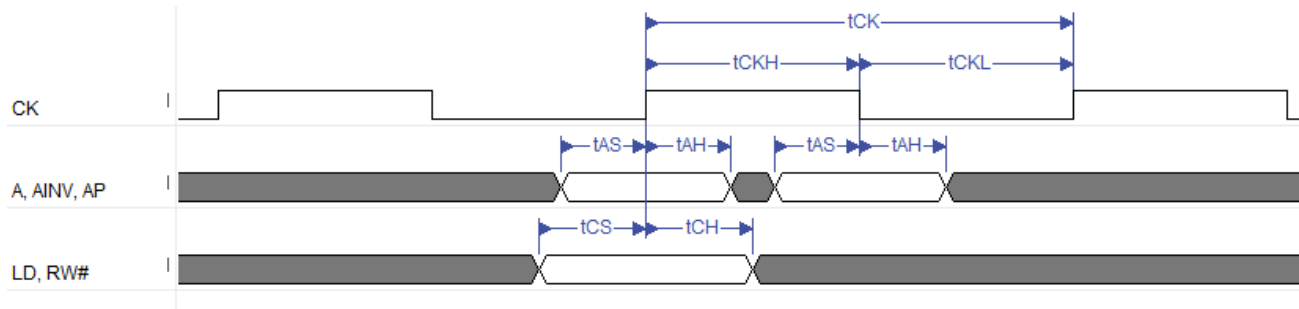 tCK
tCKH tCKL
CK
tAS tAH tAS tAH
A, AINV, AP
tCS tCH
LD, RW#